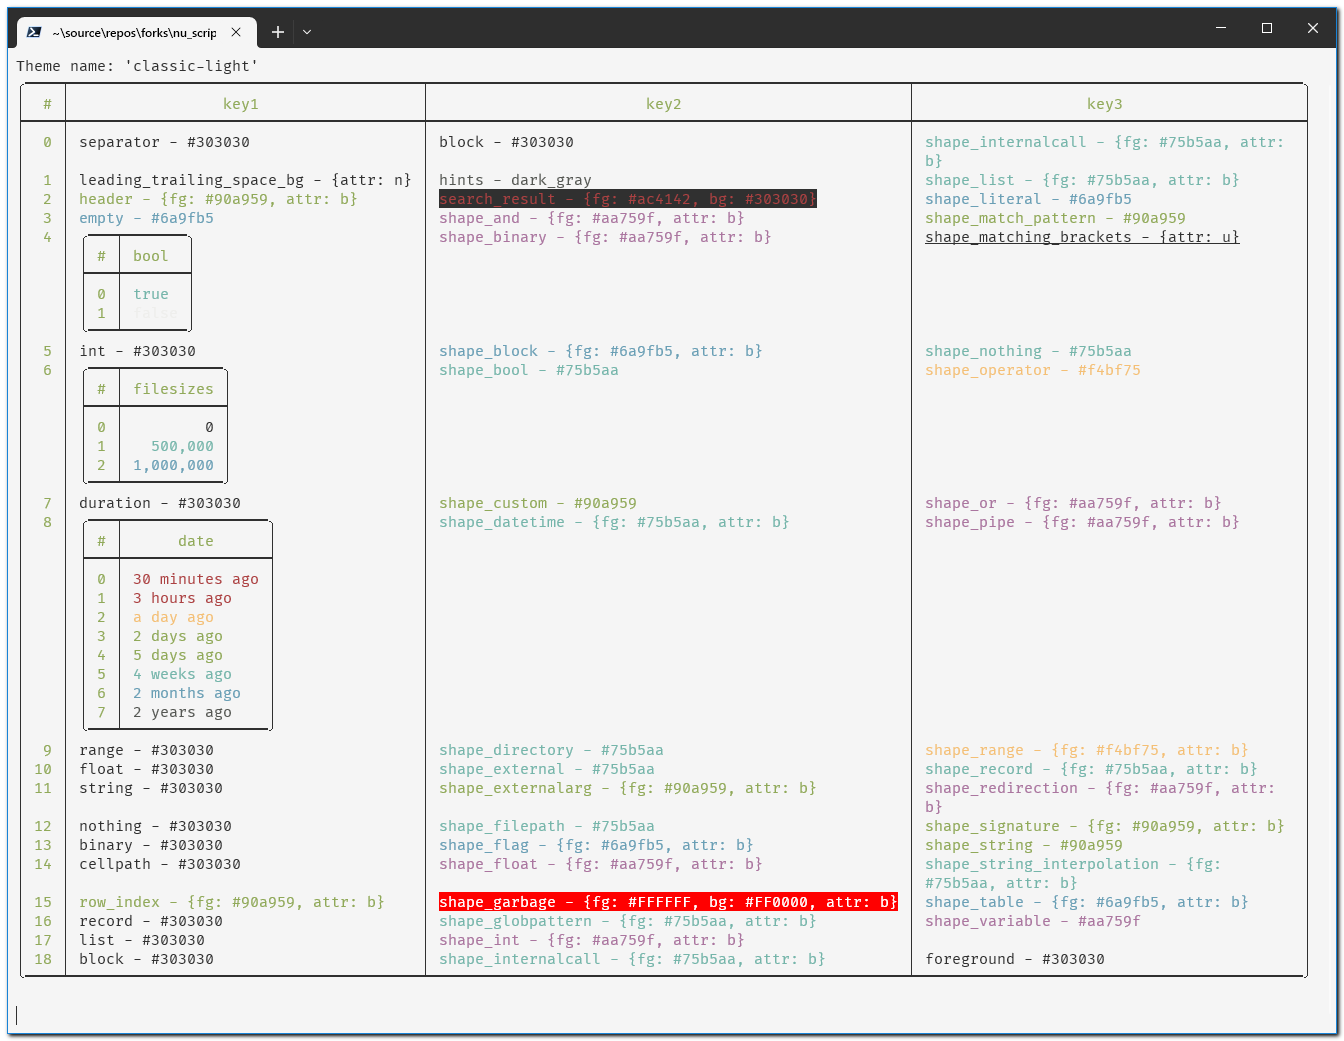 ~\source\repos\forks\nu_scrip
Theme name: 'classic-light'
# key1 key2 key3
0 separator - #303030 block - #303030 shape_internalcall - {fg: #75b5aa, attr:
b}
1 leading_trailing_space_bg - {attr: n} hints - dark_gray shape_list - {fg: #75b5aa, attr: b}
2 header - {fg: #90a959, attr: b} search_result - {fg: #ac4142, bg: #303030} shape_literal - #6a9fb5
3 empty - #6a9fb5 shape_and - {fg: #aa759f, attr: b} shape_match_pattern - #90a959
4 shape_binary - {fg: #aa759f, attr: b} shape_matching_brackets - {attr: u}
# bool
0 true
1 false
5 int - #303030 shape_block - {fg: #6a9fb5, attr: b} shape_nothing - #75b5aa
6 shape_bool - #75b5aa shape_operator - #f4bf75
# filesizes
0 0
1 500,000
2 1,000,000
7 duration - #303030 shape_custom - #90a959 shape_or - {fg: #aa759f, attr: b}
8 shape_datetime - {fg: #75b5aa, attr: b} shape_pipe - {fg: #aa759f, attr: b}
# date
0 30 minutes ago
1 3 hours ago
2 a day ago
3 2 days ago
4 5 days ago
5 4 weeks ago
6 2 months ago
7 2 years ago
9 range - #303030 shape_directory - #75b5aa shape_range - {fg: #f4bf75, attr: b}
10 float - #303030 shape_external - #75b5aa shape_record - {fg: #75b5aa, attr: b}
11 string - #303030 shape_externalarg - {fg: #90a959, attr: b} shape_redirection - {fg: #aa759f, attr:
b}
12 nothing - #303030 shape_filepath - #75b5aa shape_signature - {fg: #90a959, attr: b}
13 binary - #303030 shape_flag - {fg: #6a9fb5, attr: b} shape_string - #90a959
14 cellpath - #303030 shape_float - {fg: #aa759f, attr: b} shape_string_interpolation - {fg:
#75b5aa, attr: b}
15 row_index - {fg: #90a959, attr: b} shape_garbage - {fg: #FFFFFF, bg: #FF0000, attr: b} shape_table - {fg: #6a9fb5, attr: b}
16 record - #303030 shape_globpattern - {fg: #75b5aa, attr: b} shape_variable - #aa759f
17 list - #303030 shape_int - {fg: #aa759f, attr: b}
18 block - #303030 shape_internalcall - {fg: #75b5aa, attr: b} foreground - #303030